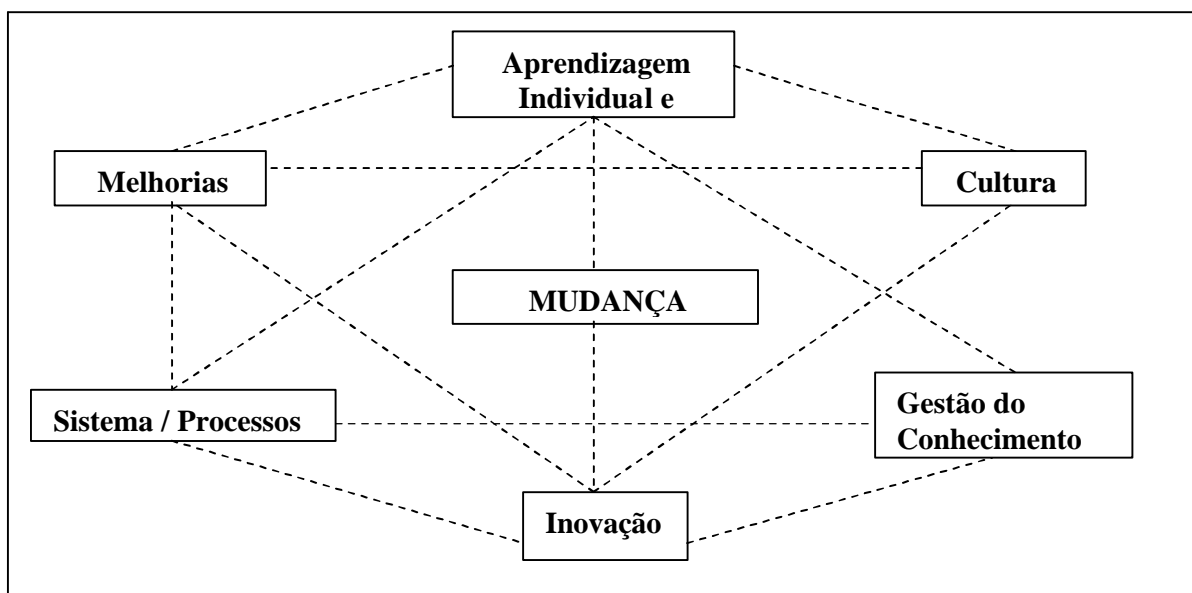 Aprendizagem
Individual e
Melhorias
Cultura
MUDANÇA
Sistema / Processos
Gestão do
Conhecimento
Inovação